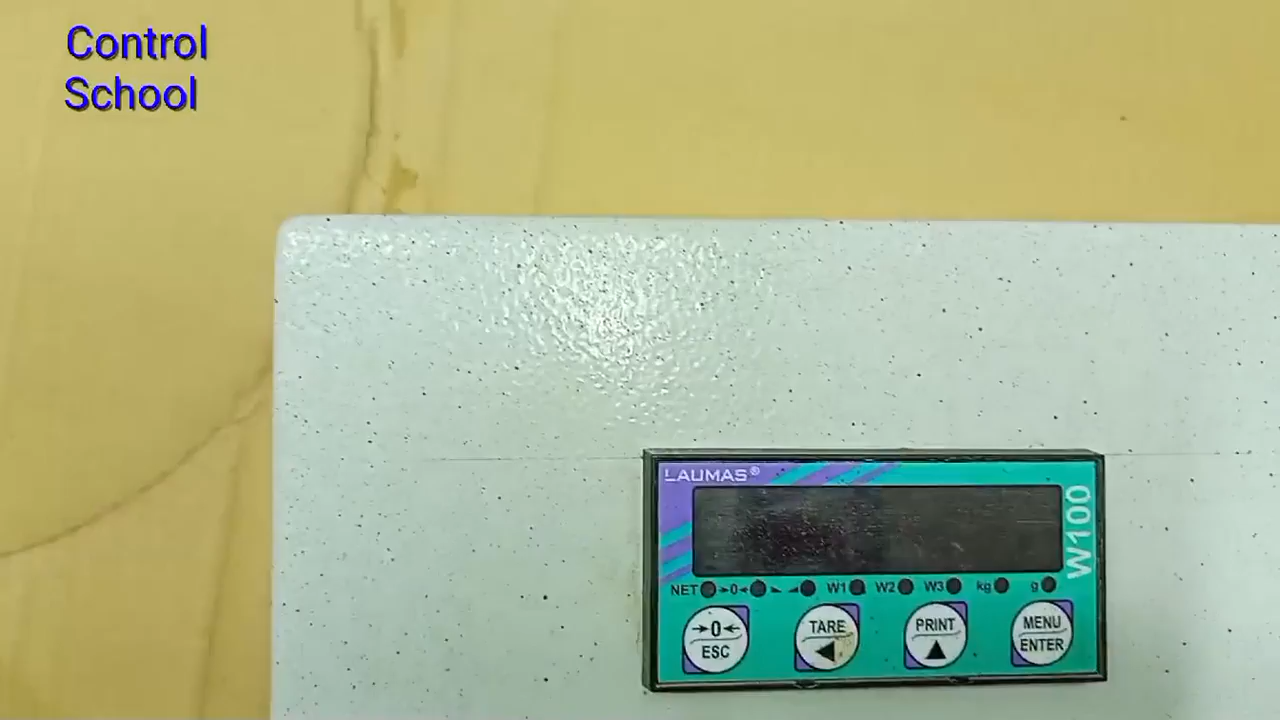 Control
School
LAUMAS®
W100
NET →0← W1 W2 W3 kg g
→0← TARE PRINT MENU
ESC ◀ ▲ ENTER